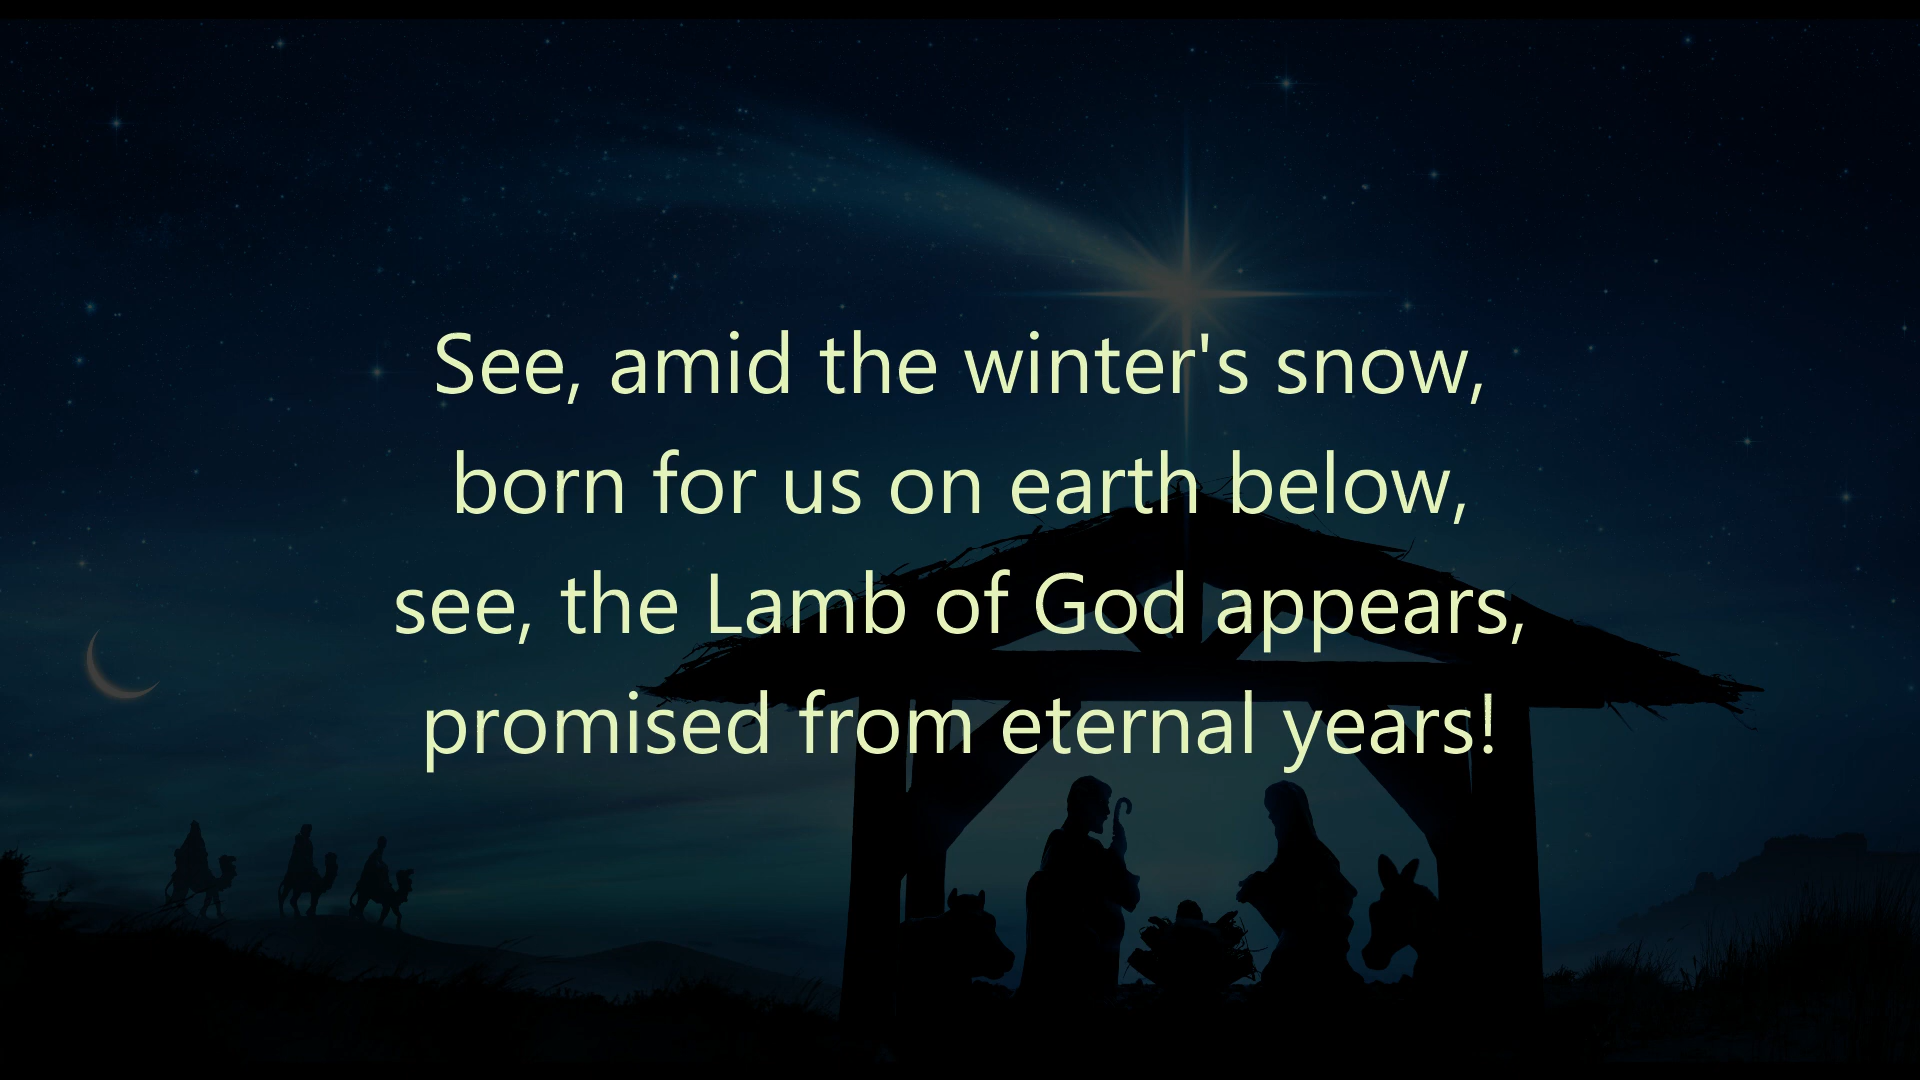 See, amid the winter's snow,
born for us on earth below,
see, the Lamb of God appears,
promised from eternal years!